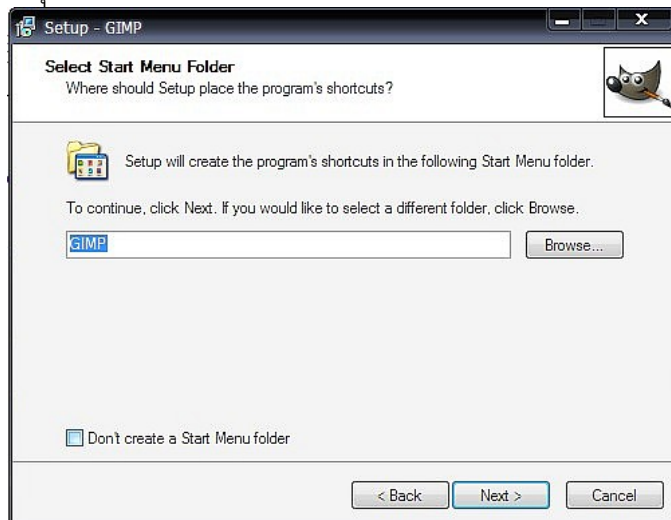 Setup - GIMP
Select Start Menu Folder
Where should Setup place the program's shortcuts?
Setup will create the program's shortcuts in the following Start Menu folder.
To continue, click Next. If you would like to select a different folder, click Browse.
GIMP
Browse...
Don't create a Start Menu folder
< Back
Next >
Cancel